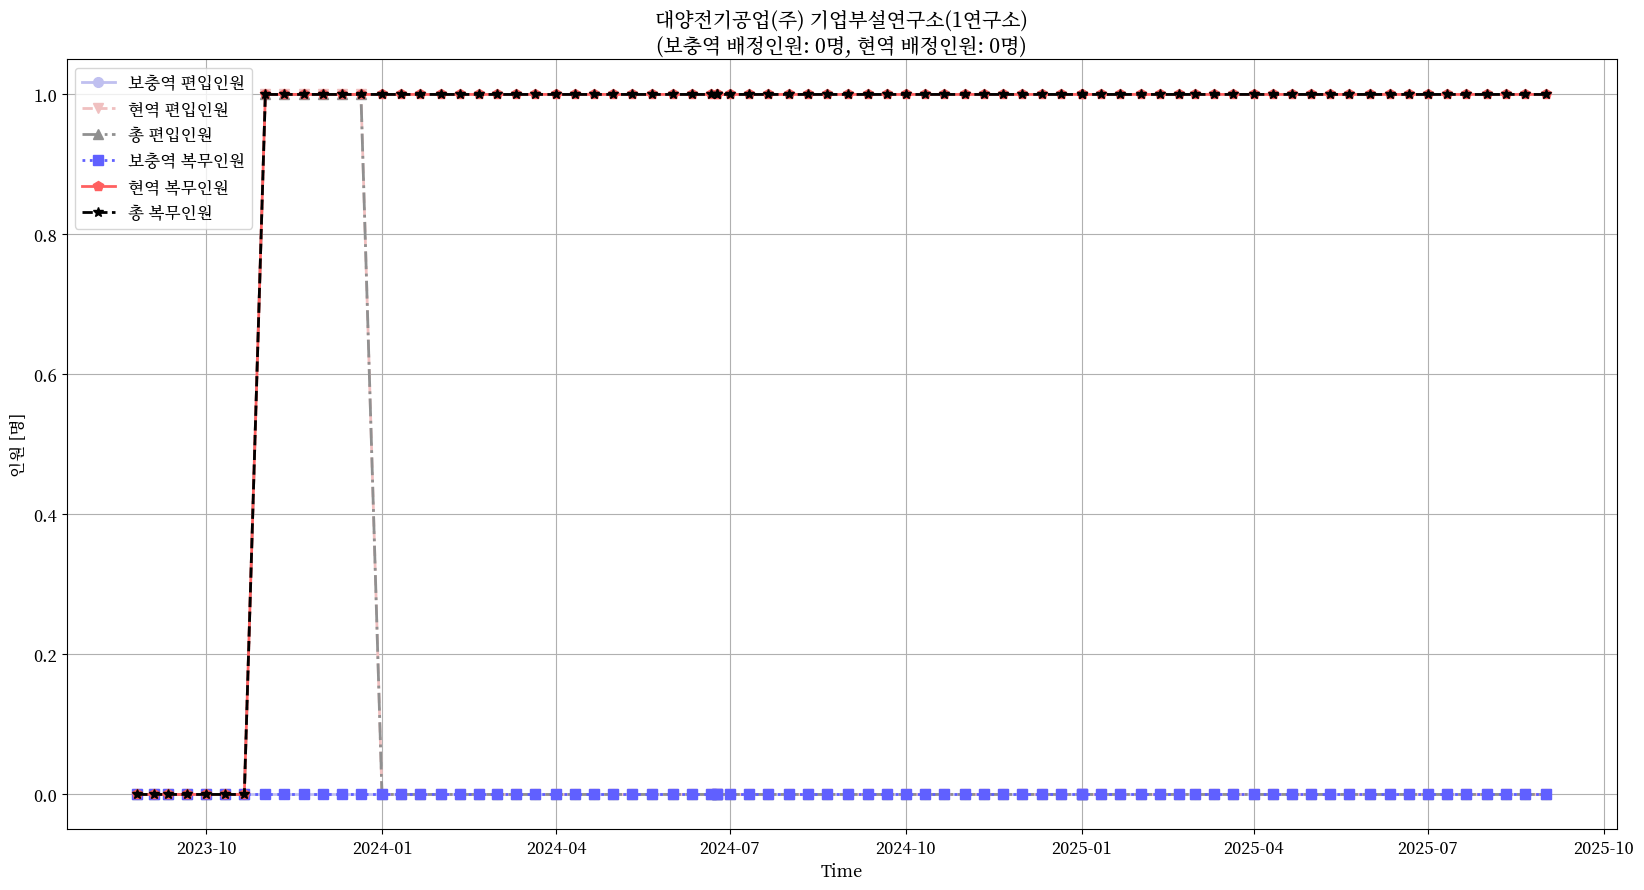 대양전기공업(주) 기업부설연구소(1연구소)
(보충역 배정인원: 0명, 현역 배정인원: 0명)
보충역 편입인원
현역 편입인원
총 편입인원
보충역 복무인원
현역 복무인원
총 복무인원
인원 [명]
1.0
0.8
0.6
0.4
0.2
0.0
2023-10 2024-01 2024-04 2024-07 2024-10 2025-01 2025-04 2025-07 2025-10
Time